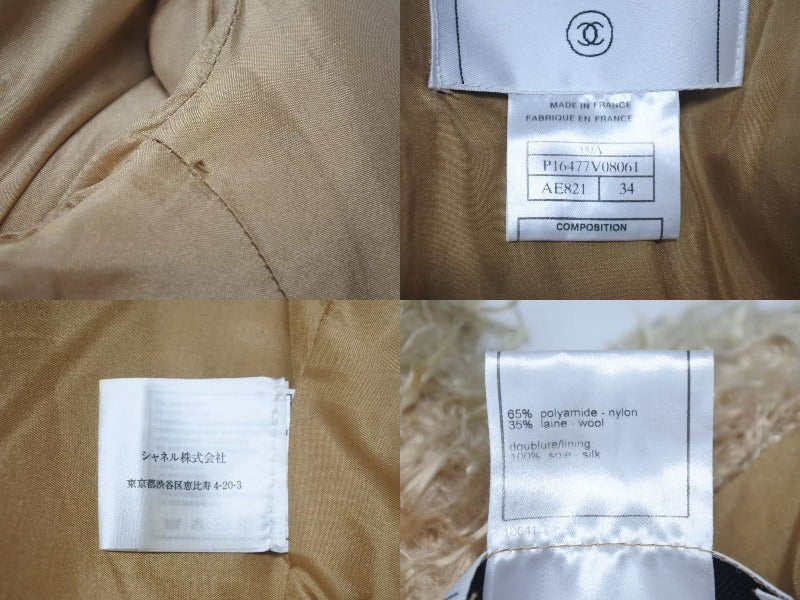 MADE IN FRANCE
FABRIQUE EN FRANCE
00A
P16477V08061
AE821 34
COMPOSITION
シャネル株式会社
東京都渋谷区恵比寿4-20-3
65% polyamide - nylon
35% laine - wool
doublure/lining
100% soie - silk